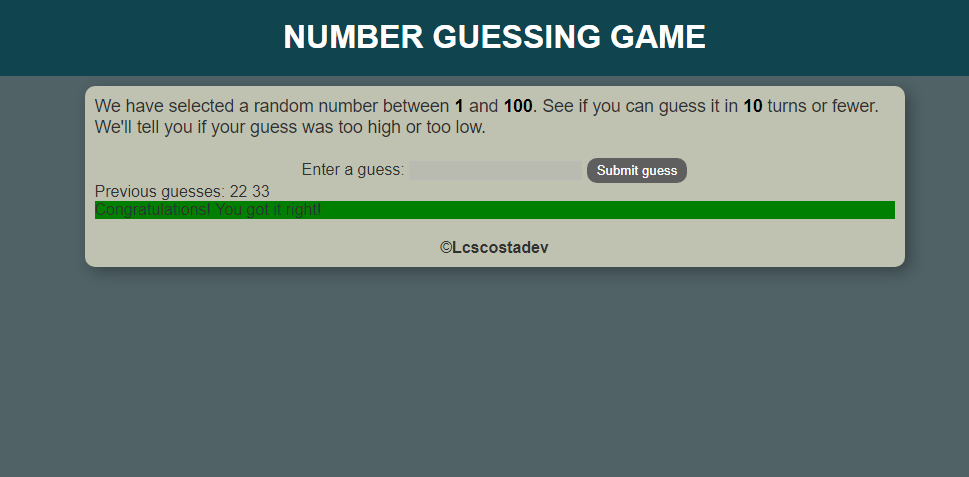 NUMBER GUESSING GAME
We have selected a random number between 1 and 100. See if you can guess it in 10 turns or fewer.
We'll tell you if your guess was too high or too low.
Enter a guess: Submit guess
Previous guesses: 22 33
Congratulations! You got it right!
©Lcscostadev